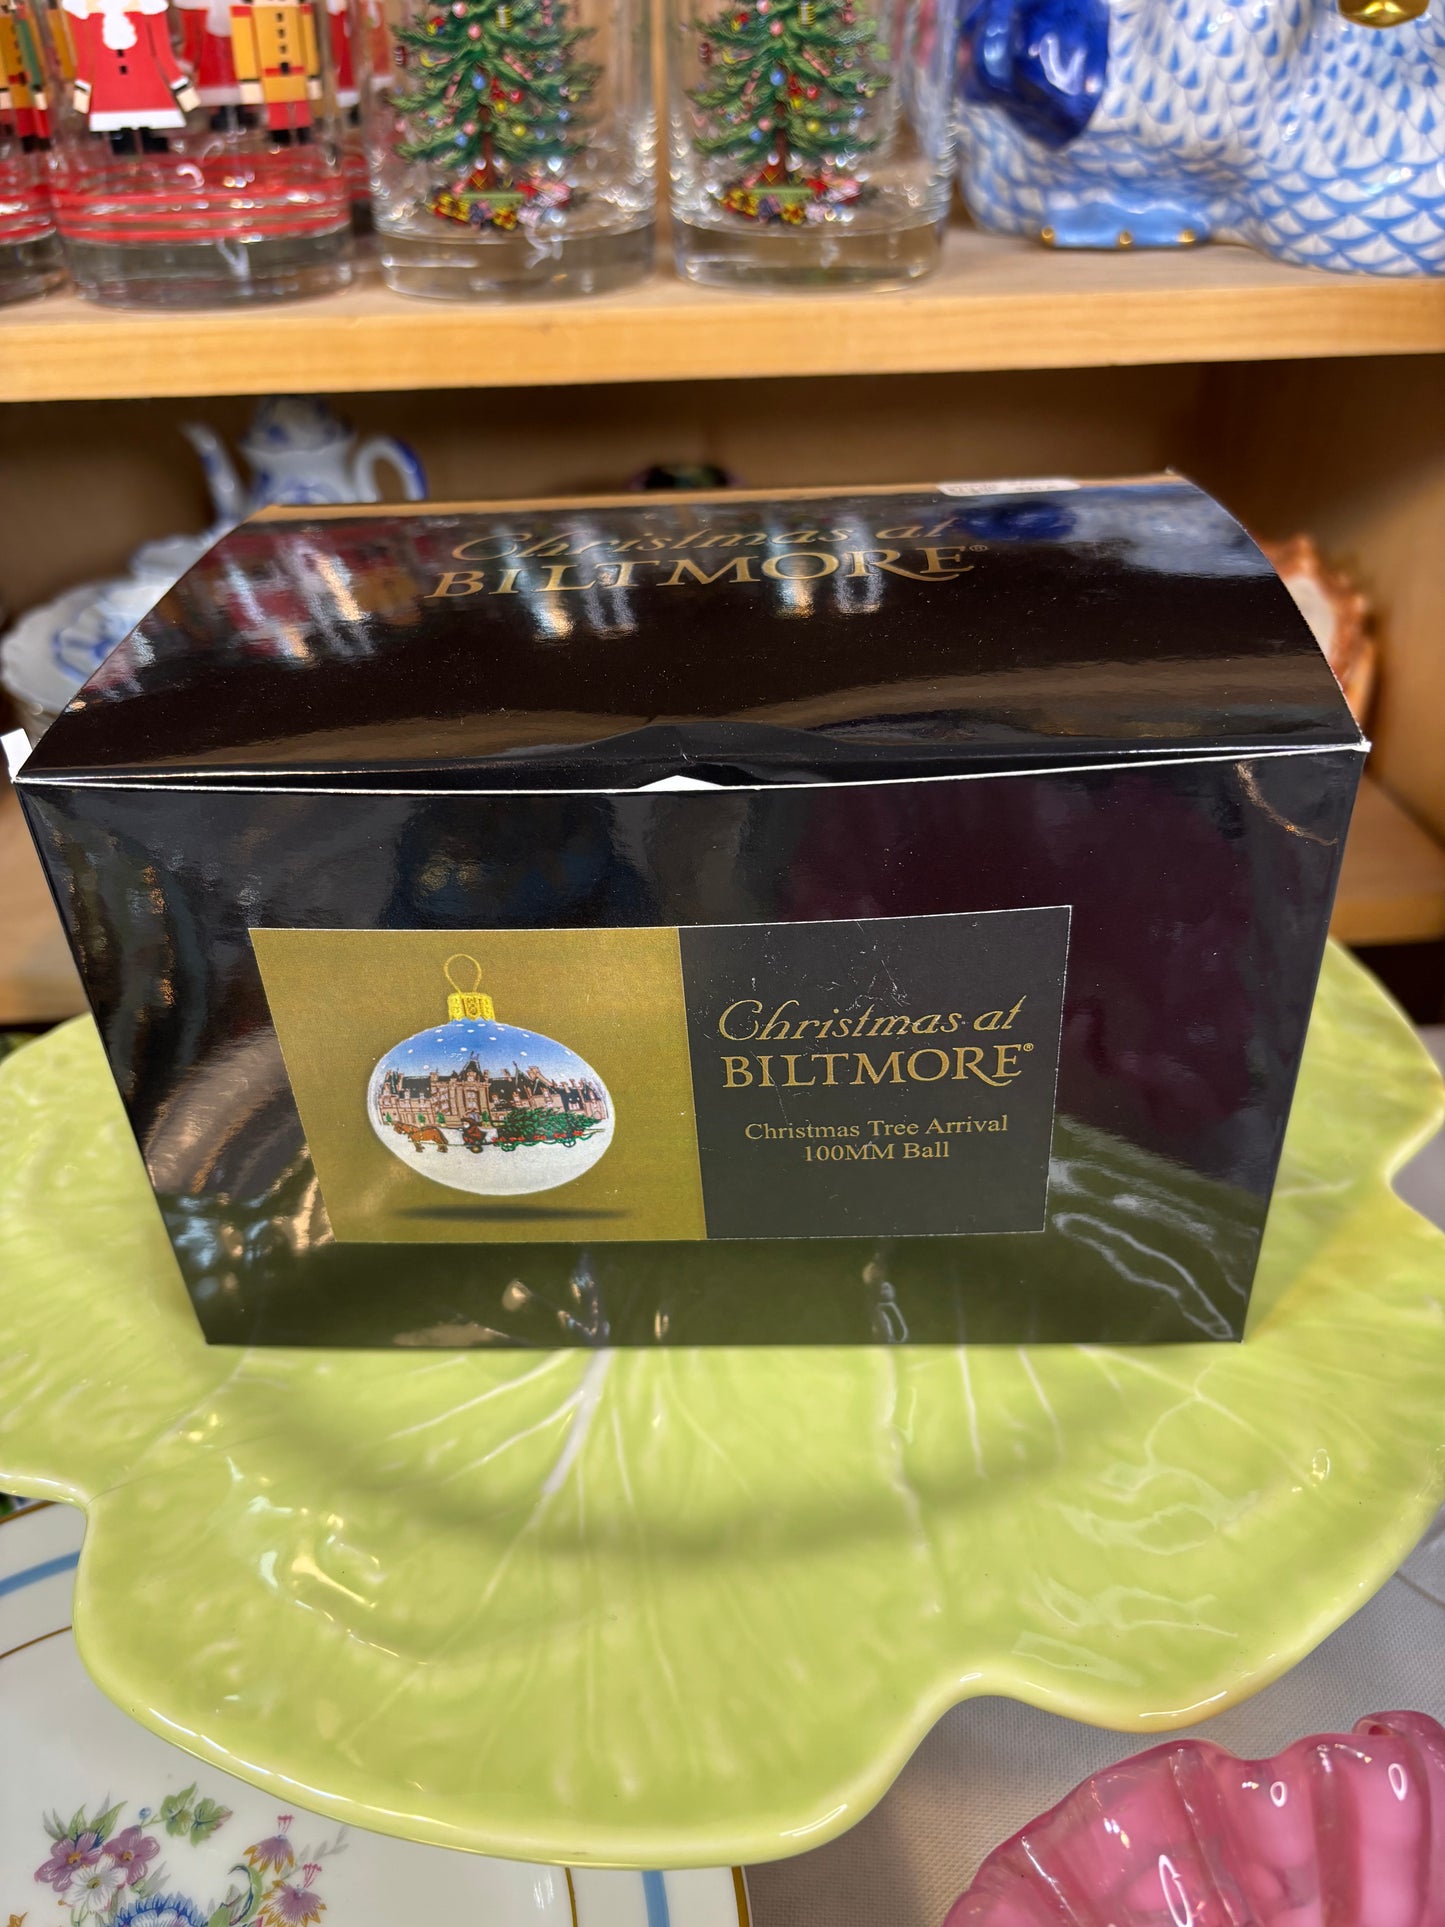 Christmas at
BILTMORE®
Christmas at
BILTMORE®
Christmas Tree Arrival
100MM Ball